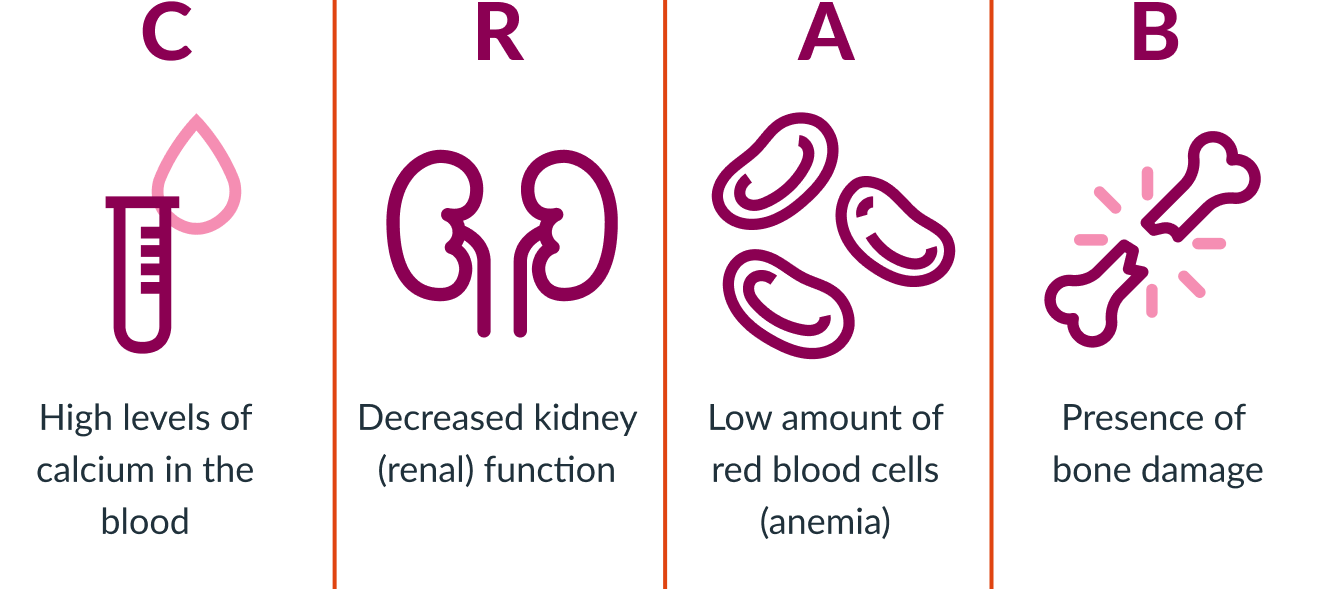 C
High levels of
calcium in the
blood
R
Decreased kidney
(renal) function
A
Low amount of
red blood cells
(anemia)
B
Presence of
bone damage